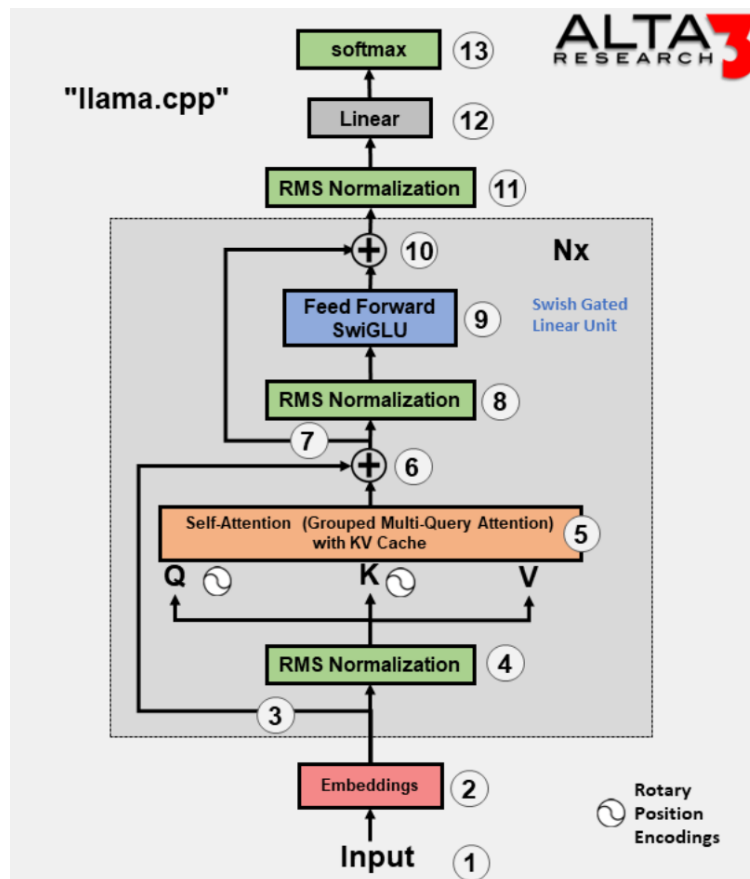 ALTA3
RESEARCH
softmax
13
"llama.cpp"
Linear
12
RMS Normalization
11
10
Nx
Feed Forward
SwiGLU
9
Swish Gated
Linear Unit
RMS Normalization
8
7
6
Self-Attention (Grouped Multi-Query Attention)
with KV Cache
5
Q
K
V
RMS Normalization
4
3
Embeddings
2
Rotary
Position
Encodings
Input
1